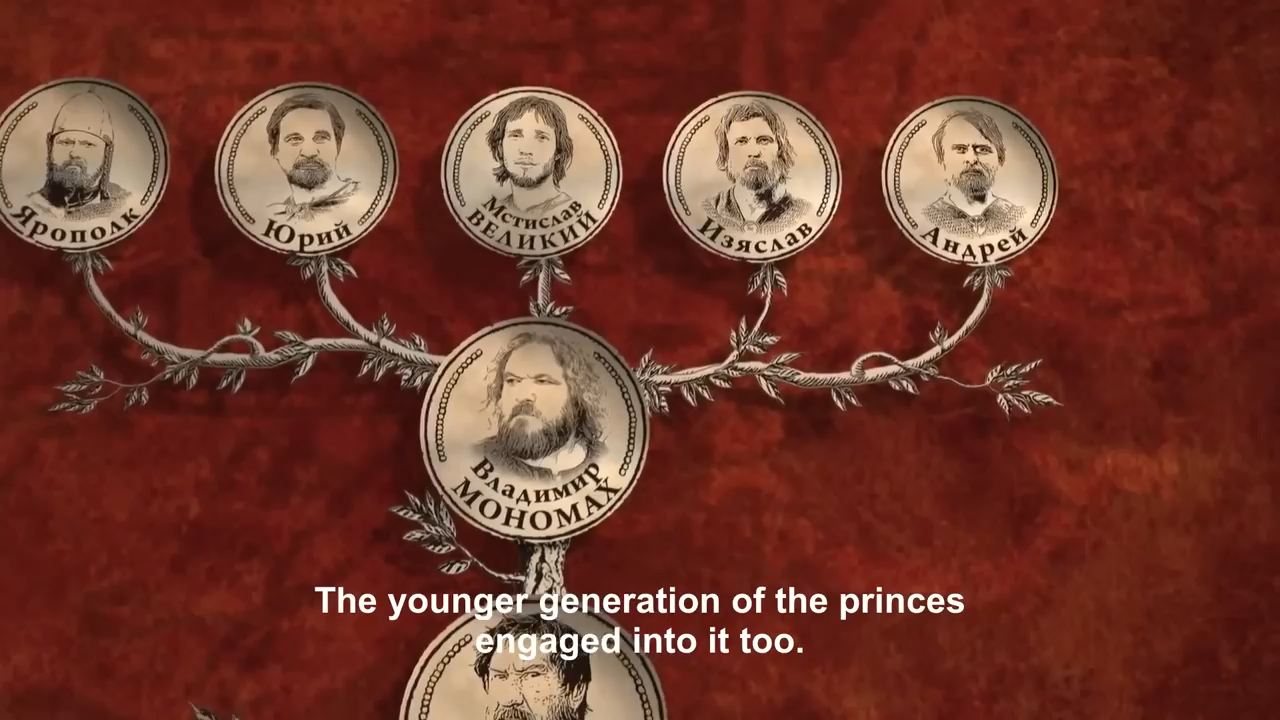 Ярополк
Юрий
Мстислав
ВЕЛИКИЙ
Изяслав
Андрей
Владимир
МОНОМАХ
The younger generation of the princes
engaged into it too.